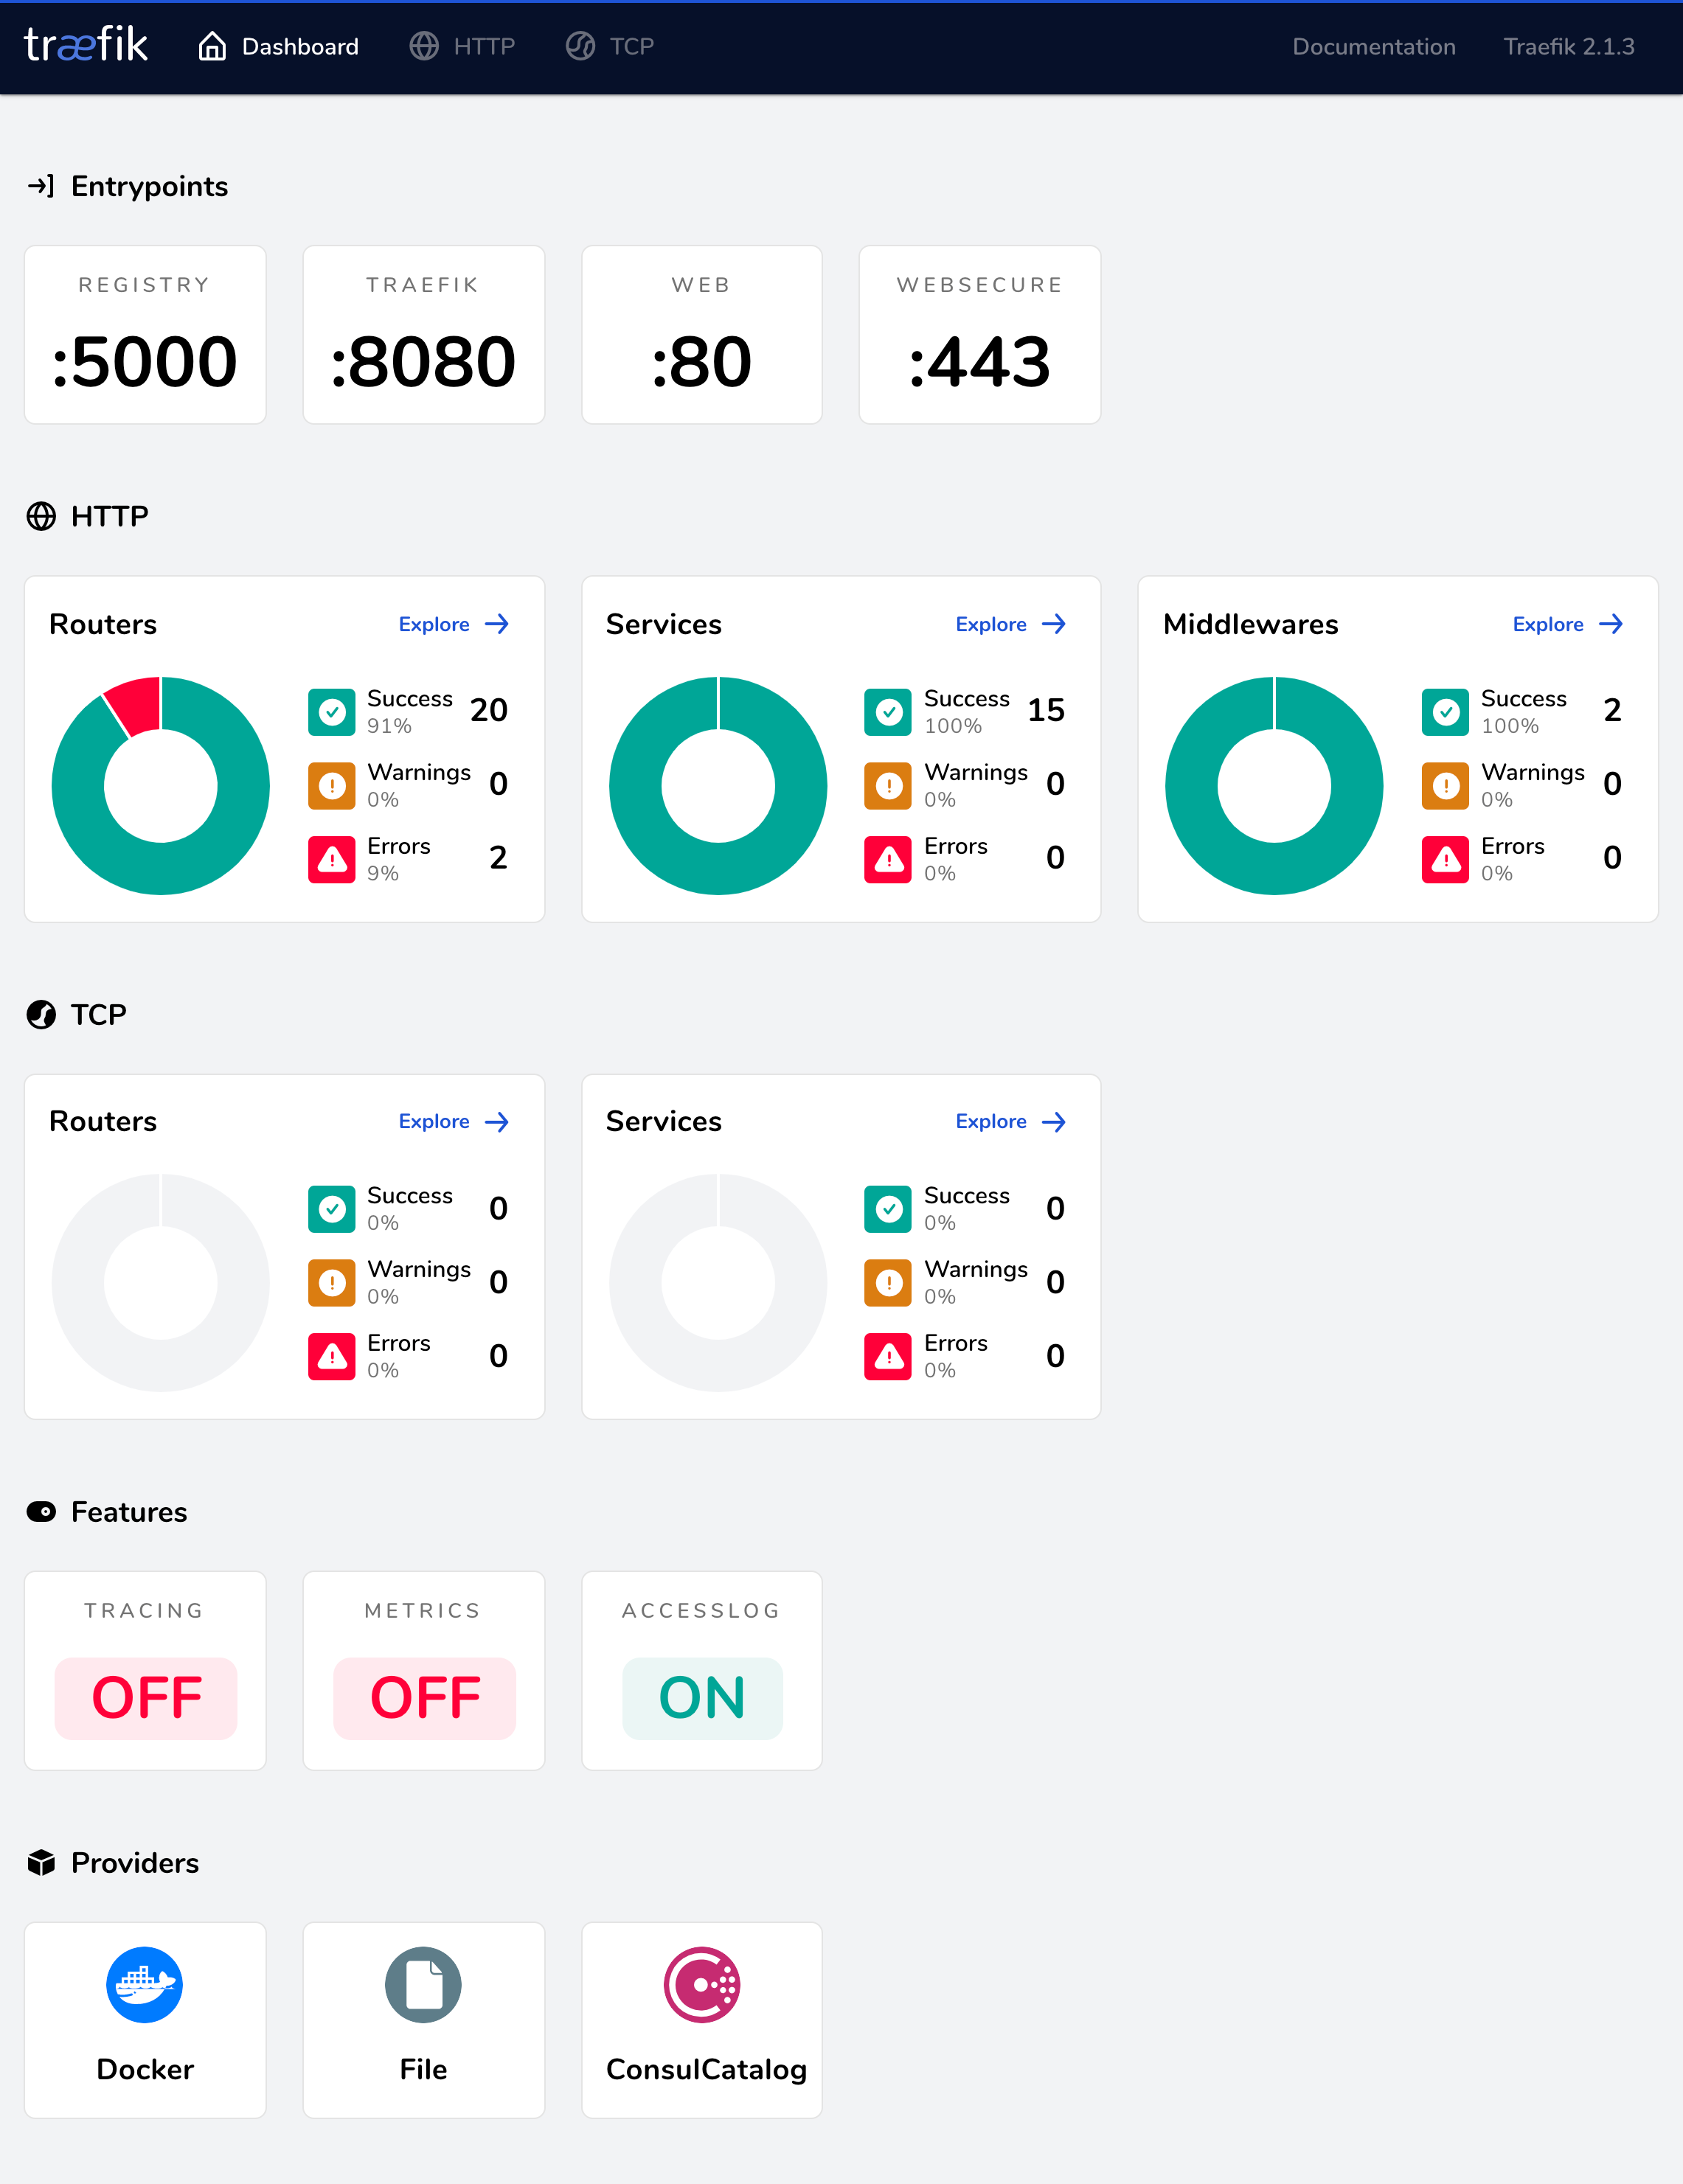 træfik Dashboard HTTP TCP Documentation Traefik 2.1.3
Entrypoints
REGISTRY
:5000
TRAEFIK
:8080
WEB
:80
WEBSECURE
:443
HTTP
Routers Explore
Success 20
91%
Warnings 0
0%
Errors 2
9%
Services Explore
Success 15
100%
Warnings 0
0%
Errors 0
0%
Middlewares Explore
Success 2
100%
Warnings 0
0%
Errors 0
0%
TCP
Routers Explore
Success 0
0%
Warnings 0
0%
Errors 0
0%
Services Explore
Success 0
0%
Warnings 0
0%
Errors 0
0%
Features
TRACING
OFF
METRICS
OFF
ACCESSLOG
ON
Providers
Docker
File
ConsulCatalog